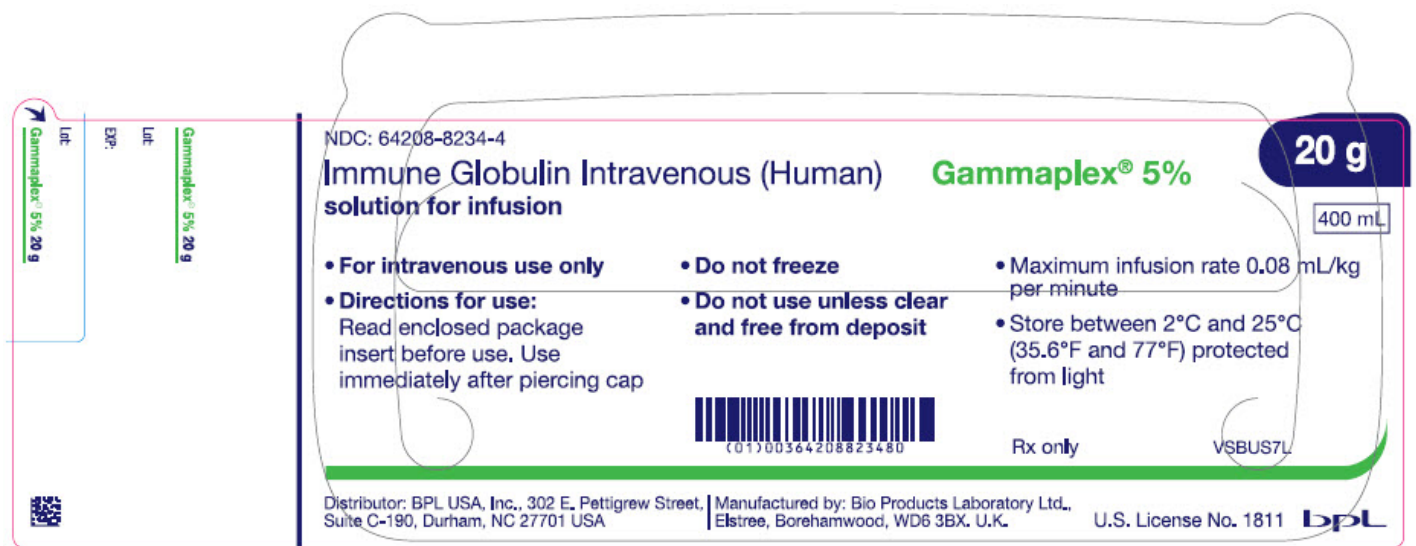 Gammaplex® 5% 20 g
Lot:
EXP:
Lot:
Gammaplex® 5% 20 g
NDC: 64208-8234-4
Immune Globulin Intravenous (Human)
Gammaplex® 5%
solution for infusion
20 g
400 mL
• For intravenous use only
• Directions for use:
Read enclosed package
insert before use. Use
immediately after piercing cap
• Do not freeze
• Do not use unless clear
and free from deposit
• Maximum infusion rate 0.08 mL/kg
per minute
• Store between 2°C and 25°C
(35.6°F and 77°F) protected
from light
(01)00364208823480
Rx only
VSBUS7L
Distributor: BPL USA, Inc., 302 E. Pettigrew Street,
Suite C-190, Durham, NC 27701 USA
Manufactured by: Bio Products Laboratory Ltd.,
Elstree, Borehamwood, WD6 3BX. U.K.
U.S. License No. 1811
bpl